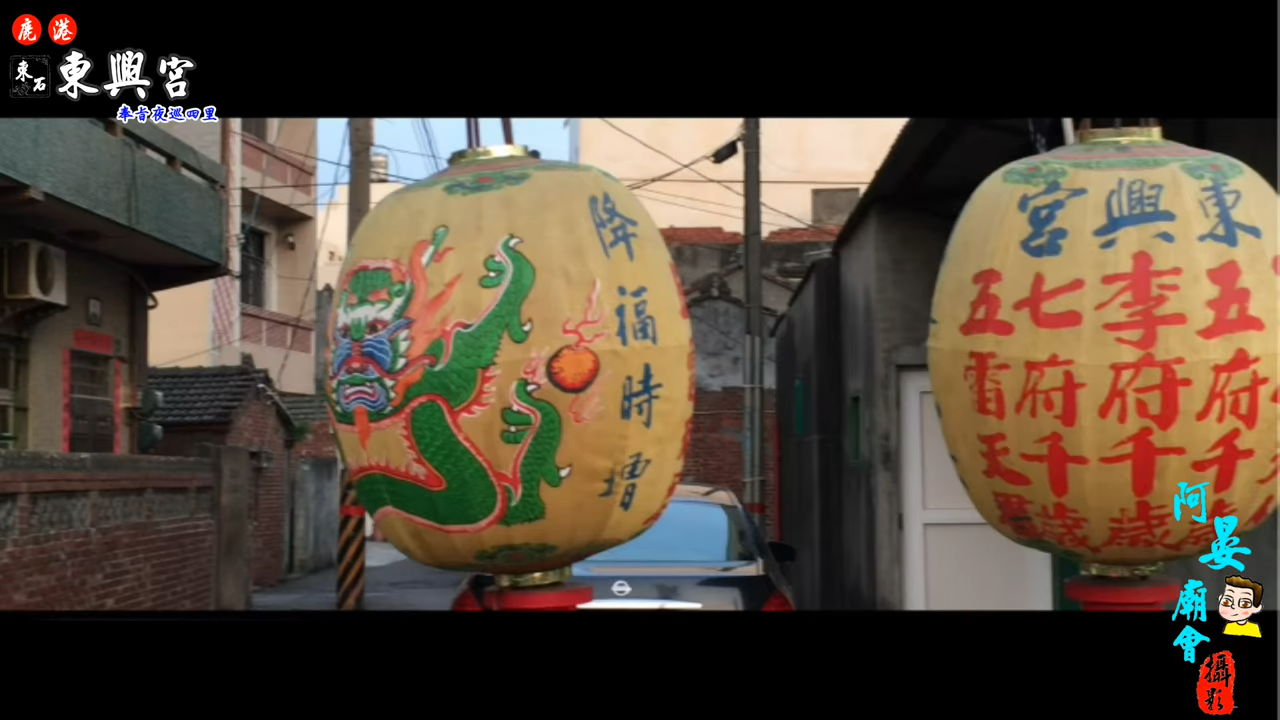 鹿港
東石
東興宮
奉旨夜巡四里
降福時增
宮興東
五七李五
雷府府府
天千千千
歲歲
阿晏
廟會
攝影